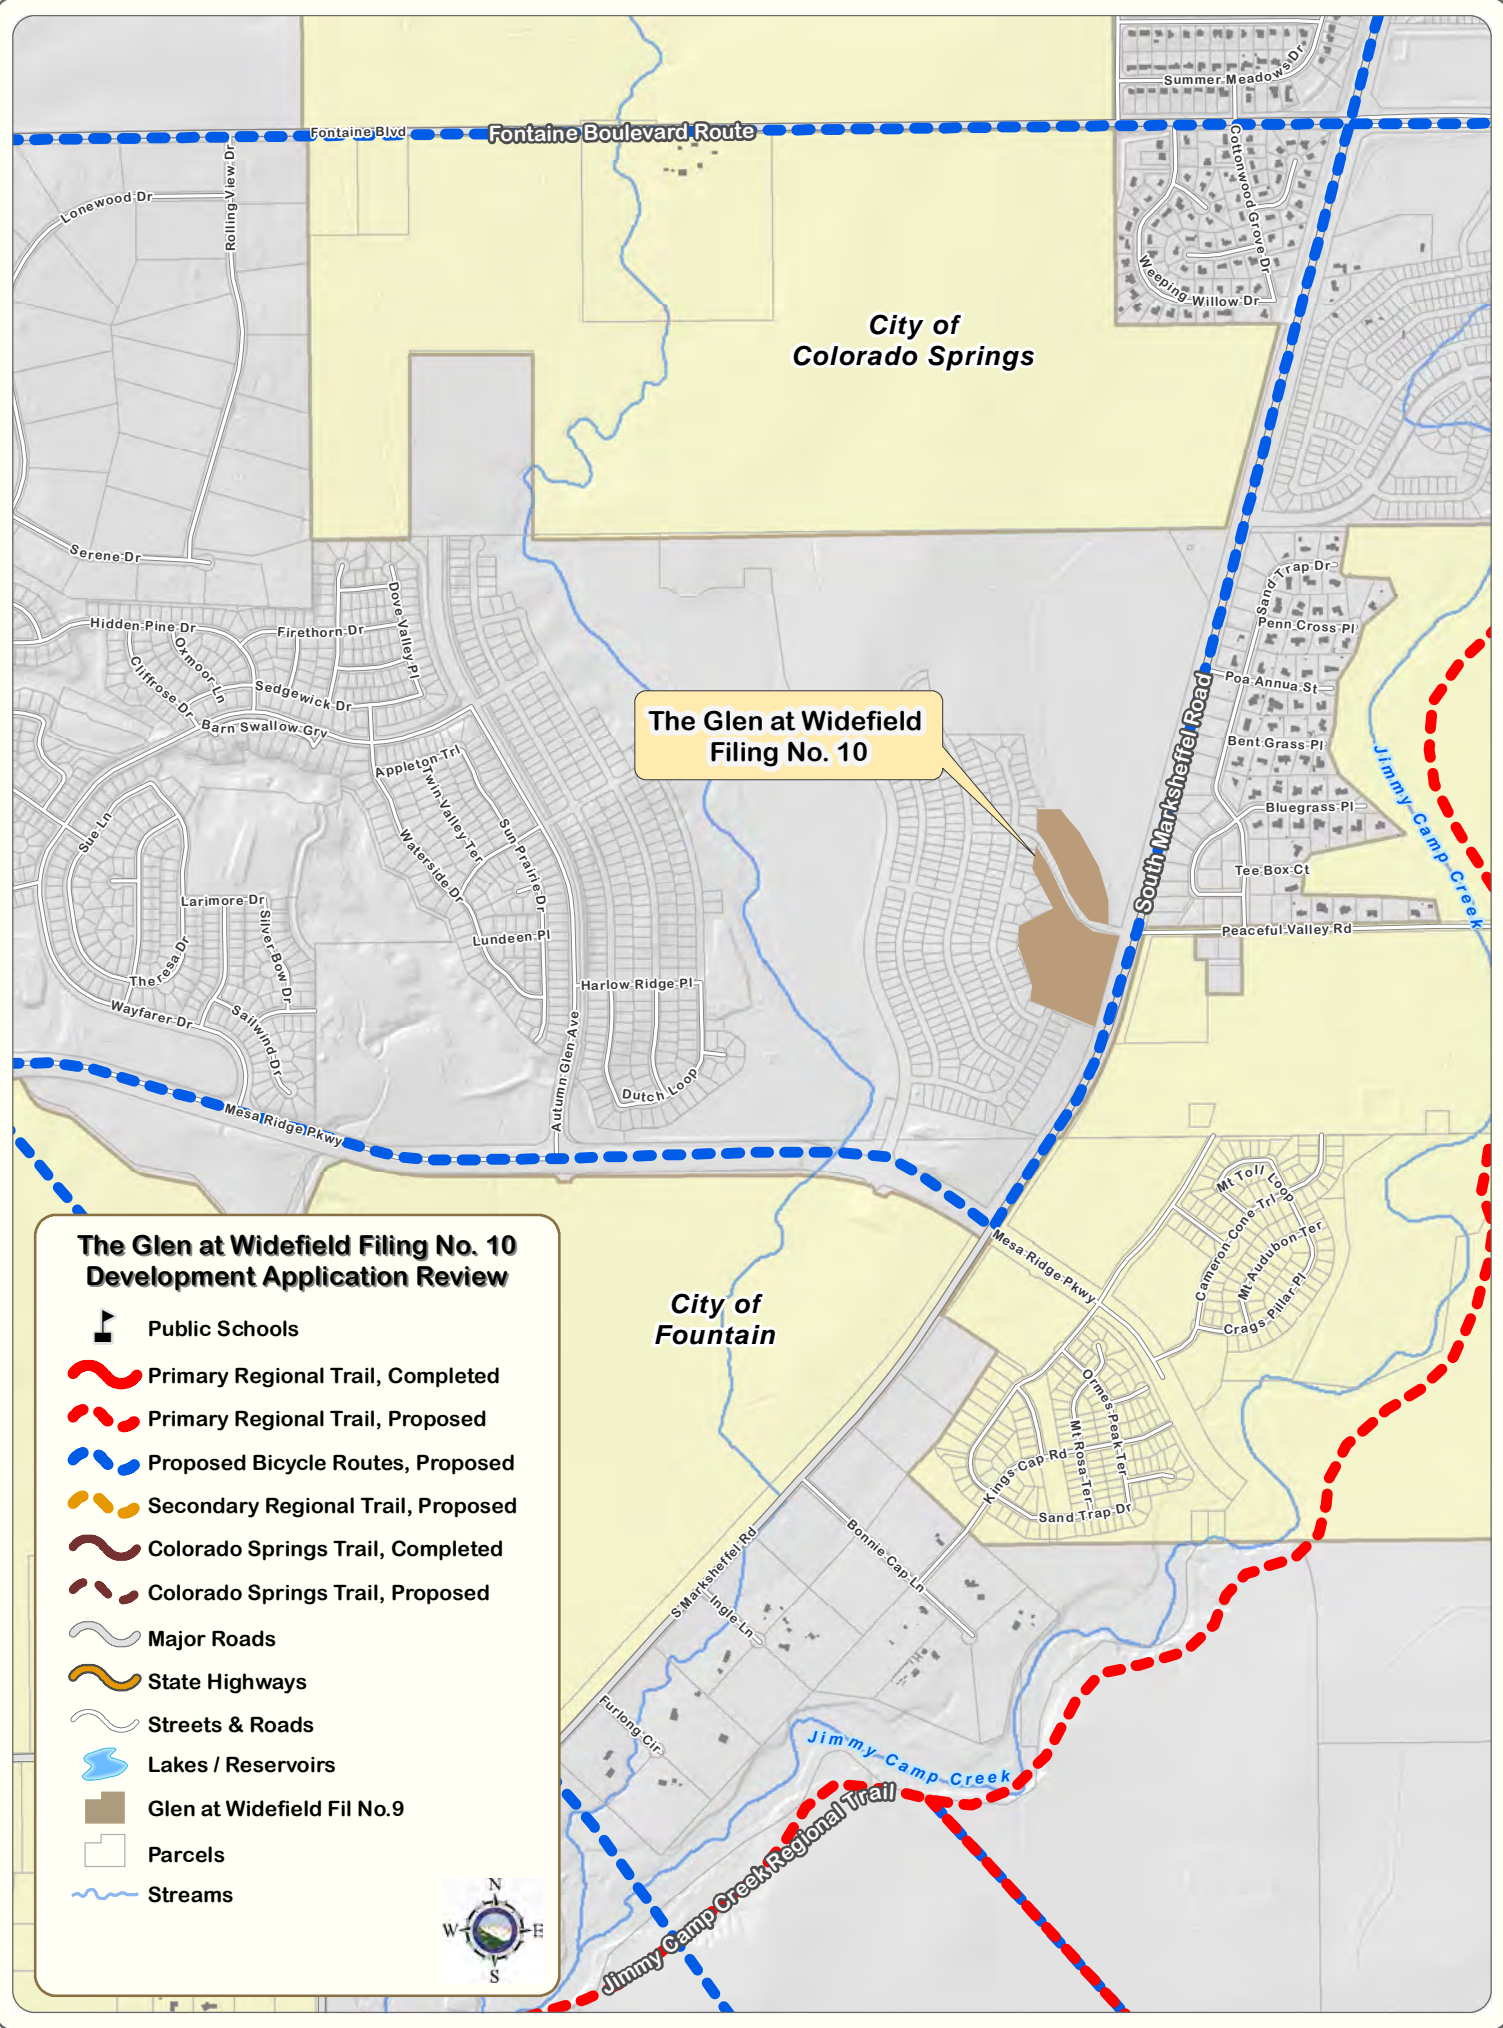 Summer Meadows Dr
Fontaine Blvd
Fontaine Boulevard Route
Cottonwood Grove Dr
Rolling View Dr
Lonewood Dr
Weeping Willow Dr
City of
Colorado Springs
Serene Dr
Sand Trap Dr
Dove Valley Pl
Hidden Pine Dr
Firethorn Dr
Penn Cross Pl
Oxmoor Ln
Cliffrose Dr
Sedgewick Dr
Poa Annua St
South Marksheffel Road
Barn Swallow Grv
The Glen at Widefield
Filing No. 10
Bent Grass Pl
Jimmy Camp Creek
Appleton Trl
Twin Valley Ter
Bluegrass Pl
Sue Ln
Sun Prairie Dr
Waterside Dr
Tee Box Ct
Larimore Dr
Silver Bow Dr
Lundeen Pl
Peaceful Valley Rd
Theresa Dr
Harlow Ridge Pl
Wayfarer Dr
Sailwind Dr
Autumn Glen Ave
Dutch Loop
Mesa Ridge Pkwy
Mt Toll Loop
Cameron Cone Trl
Mt Audubon Ter
Mesa Ridge Pkwy
Crags Pillar Pl
City of
Fountain
Ormes Peak Ter
Mt Rosa Ter
Kings Cap Rd
Sand Trap Dr
Bonnie Cap Ln
S Marksheffel Rd
Ingle Ln
Furlong Cir
Jimmy Camp Creek
Jimmy Camp Creek Regional Trail
The Glen at Widefield Filing No. 10
Development Application Review
Public Schools
Primary Regional Trail, Completed
Primary Regional Trail, Proposed
Proposed Bicycle Routes, Proposed
Secondary Regional Trail, Proposed
Colorado Springs Trail, Completed
Colorado Springs Trail, Proposed
Major Roads
State Highways
Streets & Roads
Lakes / Reservoirs
Glen at Widefield Fil No.9
Parcels
Streams
N
W E
S